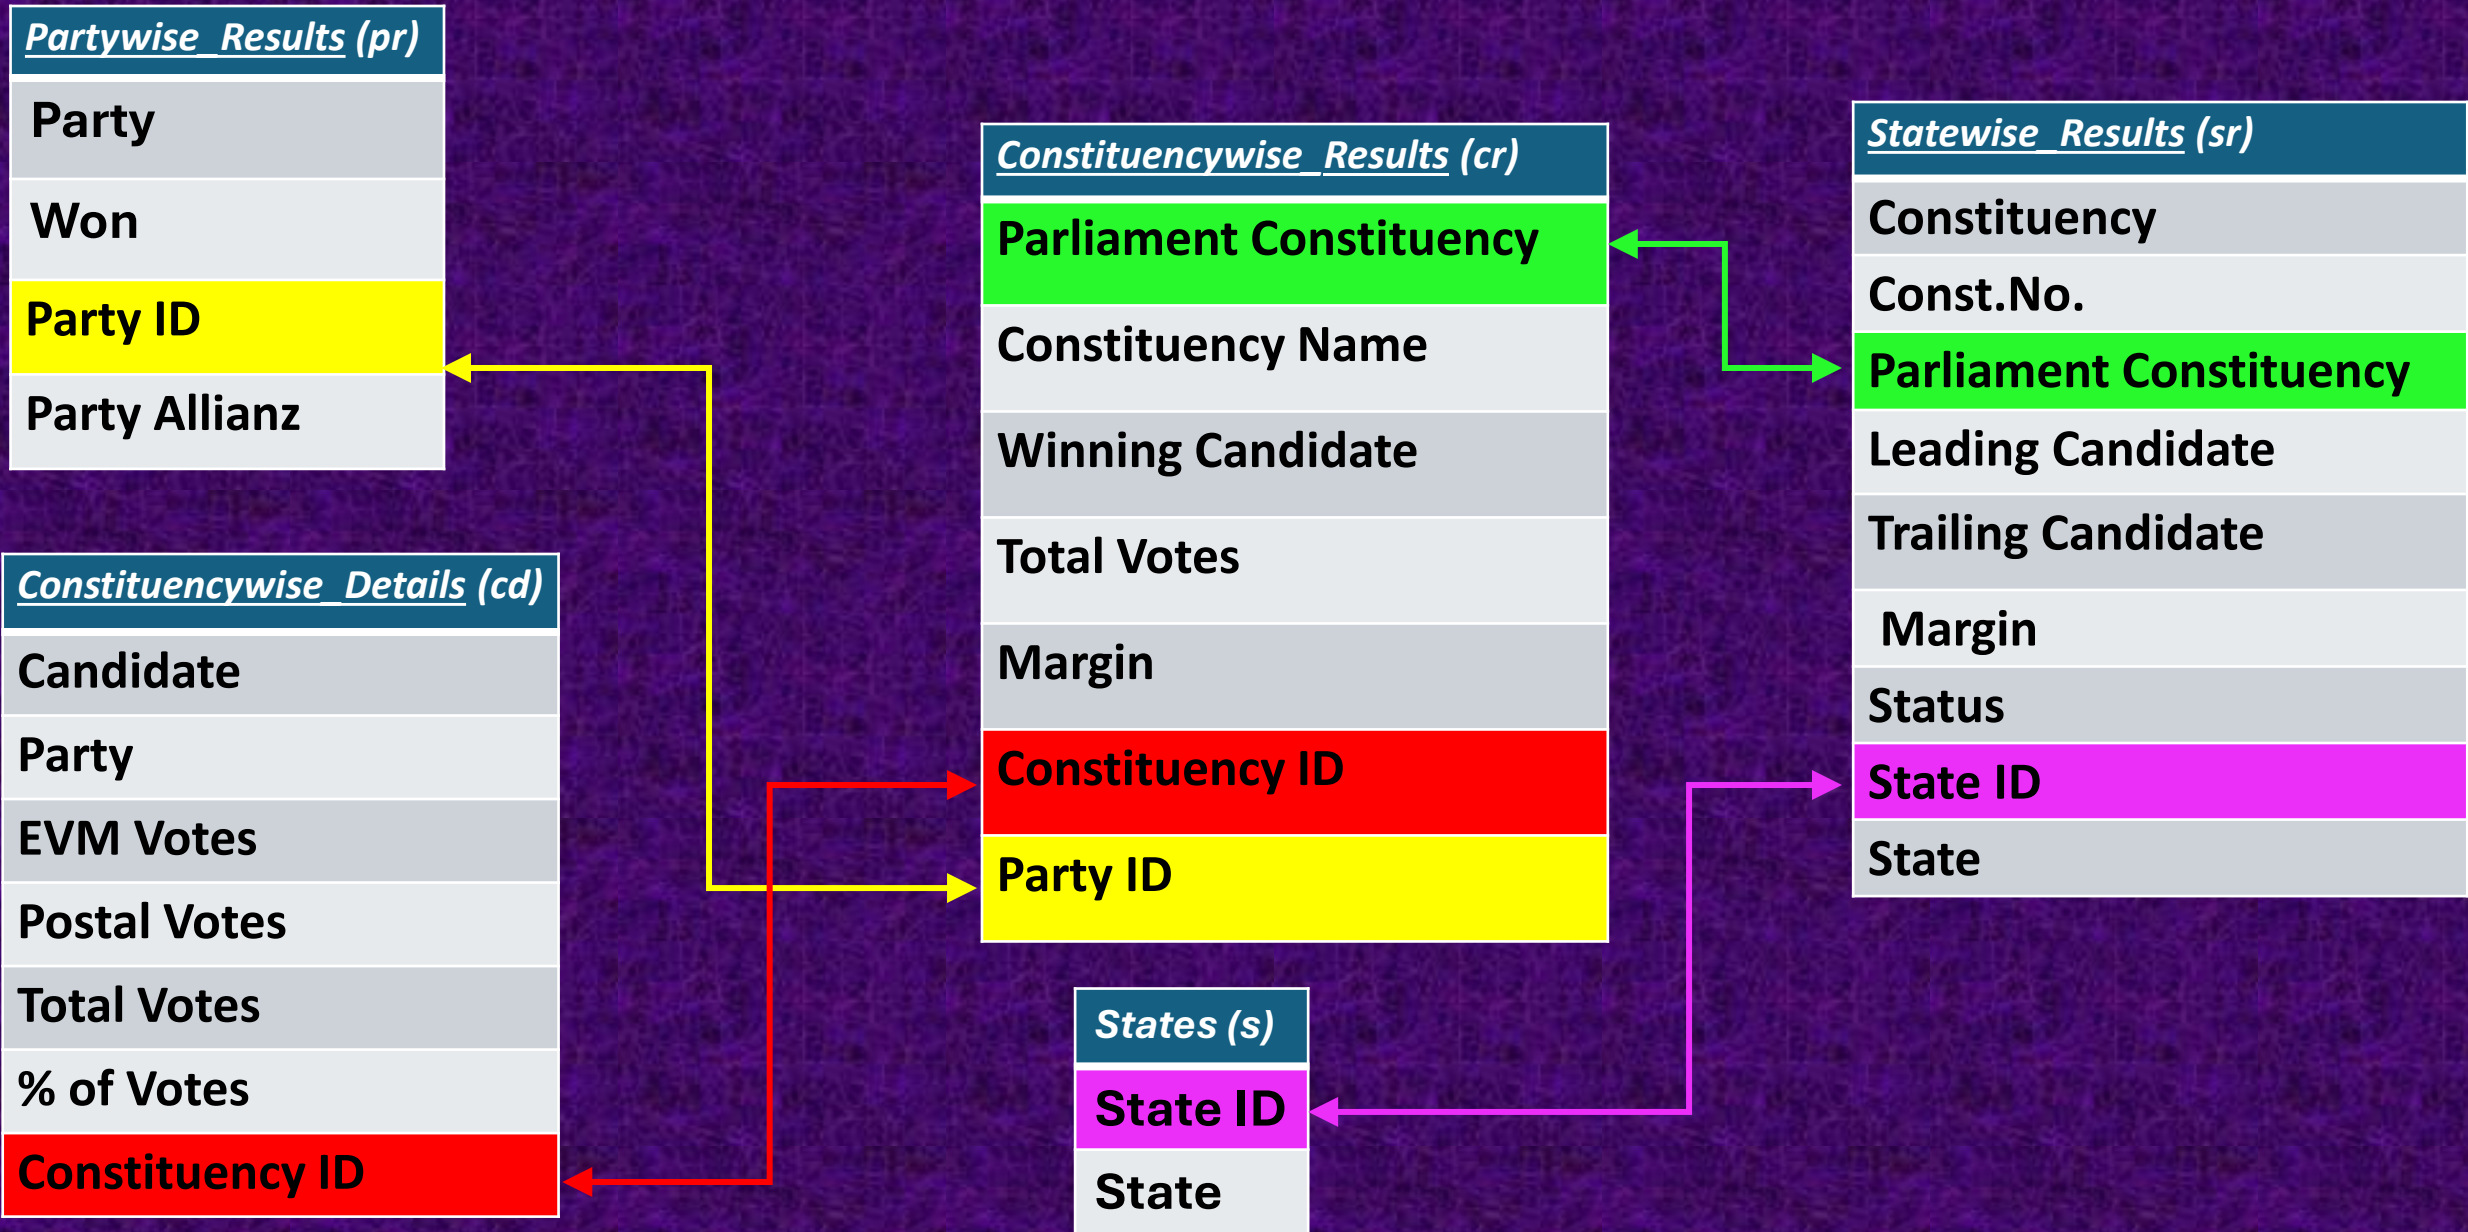 Partywise_Results (pr)
Party
Won
Party ID
Party Allianz
Constituencywise_Details (cd)
Candidate
Party
EVM Votes
Postal Votes
Total Votes
% of Votes
Constituency ID
Constituencywise_Results (cr)
Parliament Constituency
Constituency Name
Winning Candidate
Total Votes
Margin
Constituency ID
Party ID
States (s)
State ID
State
Statewise_Results (sr)
Constituency
Const.No.
Parliament Constituency
Leading Candidate
Trailing Candidate
Margin
Status
State ID
State